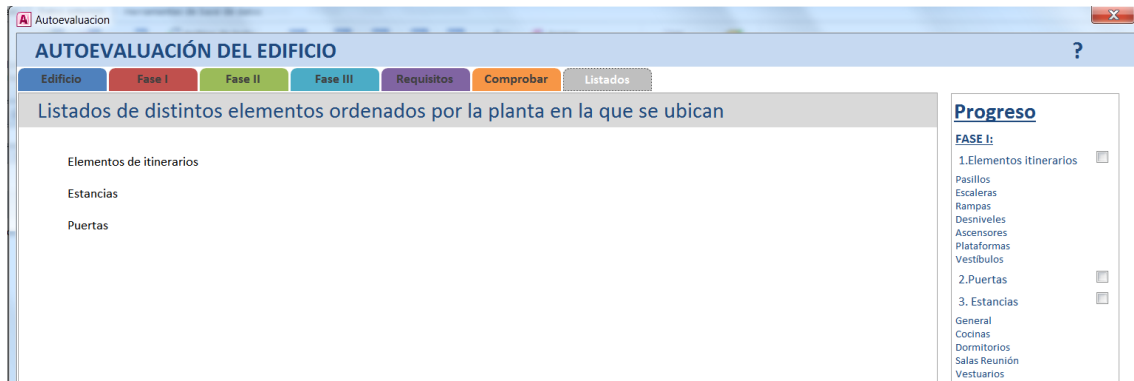 Autoevaluacion
AUTOEVALUACIÓN DEL EDIFICIO
?
Edificio Fase I Fase II Fase III Requisitos Comprobar Listados
Listados de distintos elementos ordenados por la planta en la que se ubican
Elementos de itinerarios
Estancias
Puertas
Progreso
FASE I:
1.Elementos itinerarios
Pasillos
Escaleras
Rampas
Desniveles
Ascensores
Plataformas
Vestíbulos
2.Puertas
3. Estancias
General
Cocinas
Dormitorios
Salas Reunión
Vestuarios